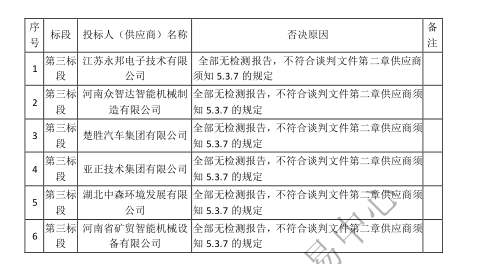 序号 标段 投标人（供应商）名称 否决原因 备注
1 第三标段 江苏永邦电子技术有限公司 全部无检测报告，不符合谈判文件第二章供应商须知 5.3.7 的规定
2 第三标段 河南众智达智能机械制造有限公司 全部无检测报告，不符合谈判文件第二章供应商须知 5.3.7 的规定
3 第三标段 楚胜汽车集团有限公司 全部无检测报告，不符合谈判文件第二章供应商须知 5.3.7 的规定
4 第三标段 亚正技术集团有限公司 全部无检测报告，不符合谈判文件第二章供应商须知 5.3.7 的规定
5 第三标段 湖北中森环境发展有限公司 全部无检测报告，不符合谈判文件第二章供应商须知 5.3.7 的规定
6 第三标段 河南省矿贸智能机械设备有限公司 全部无检测报告，不符合谈判文件第二章供应商须知 5.3.7 的规定
易中心